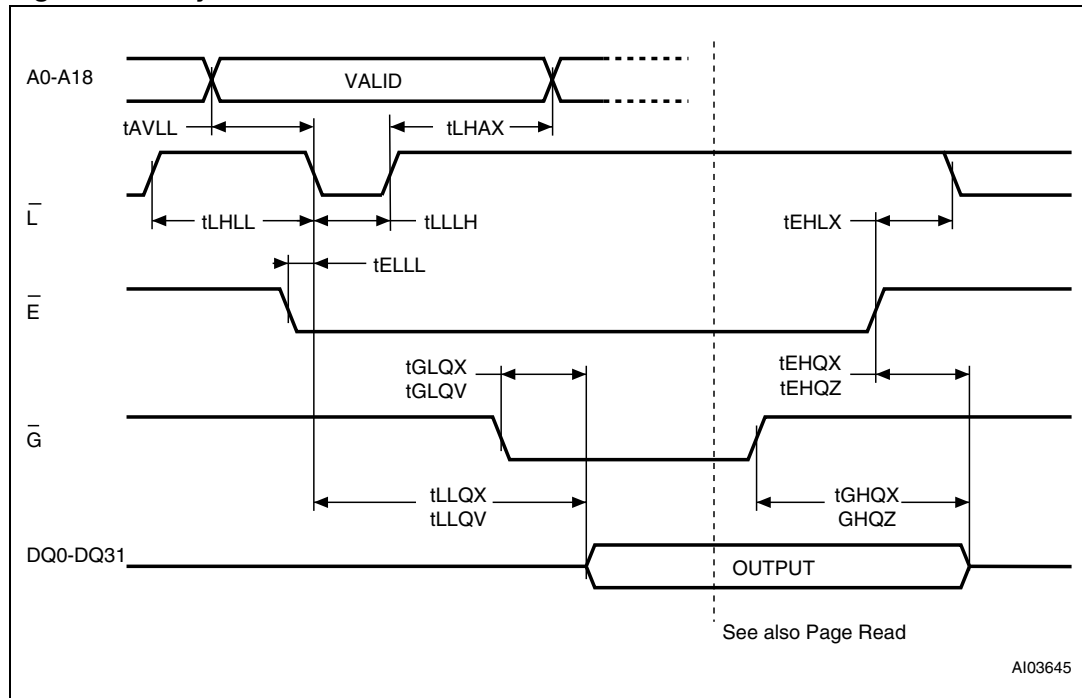 A0-A18
VALID
tAVLL
tLHAX
L
tLHLL
tLLLH
tEHLX
tELLL
E
tGLQX
tGLQV
tEHQX
tEHQZ
G
tLLQX
tLLQV
tGHQX
GHQZ
DQ0-DQ31
OUTPUT
See also Page Read
AI03645